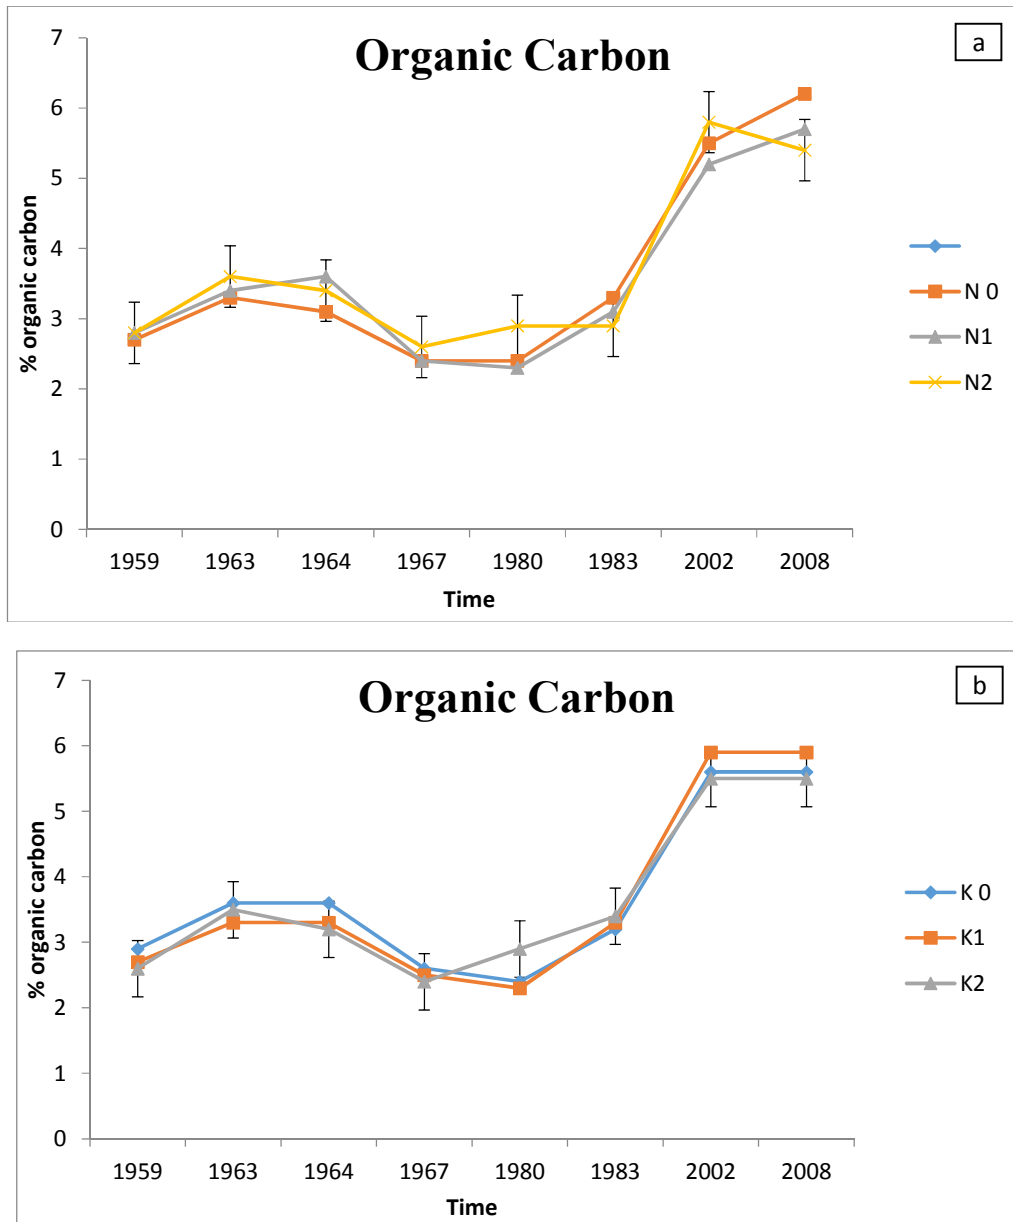 Organic Carbon
a
7
6
5
4
3
2
1
0
% organic carbon
1959 1963 1964 1967 1980 1983 2002 2008
Time
N 0
N1
N2
Organic Carbon
b
7
6
5
4
3
2
1
0
% organic carbon
1959 1963 1964 1967 1980 1983 2002 2008
Time
K 0
K1
K2